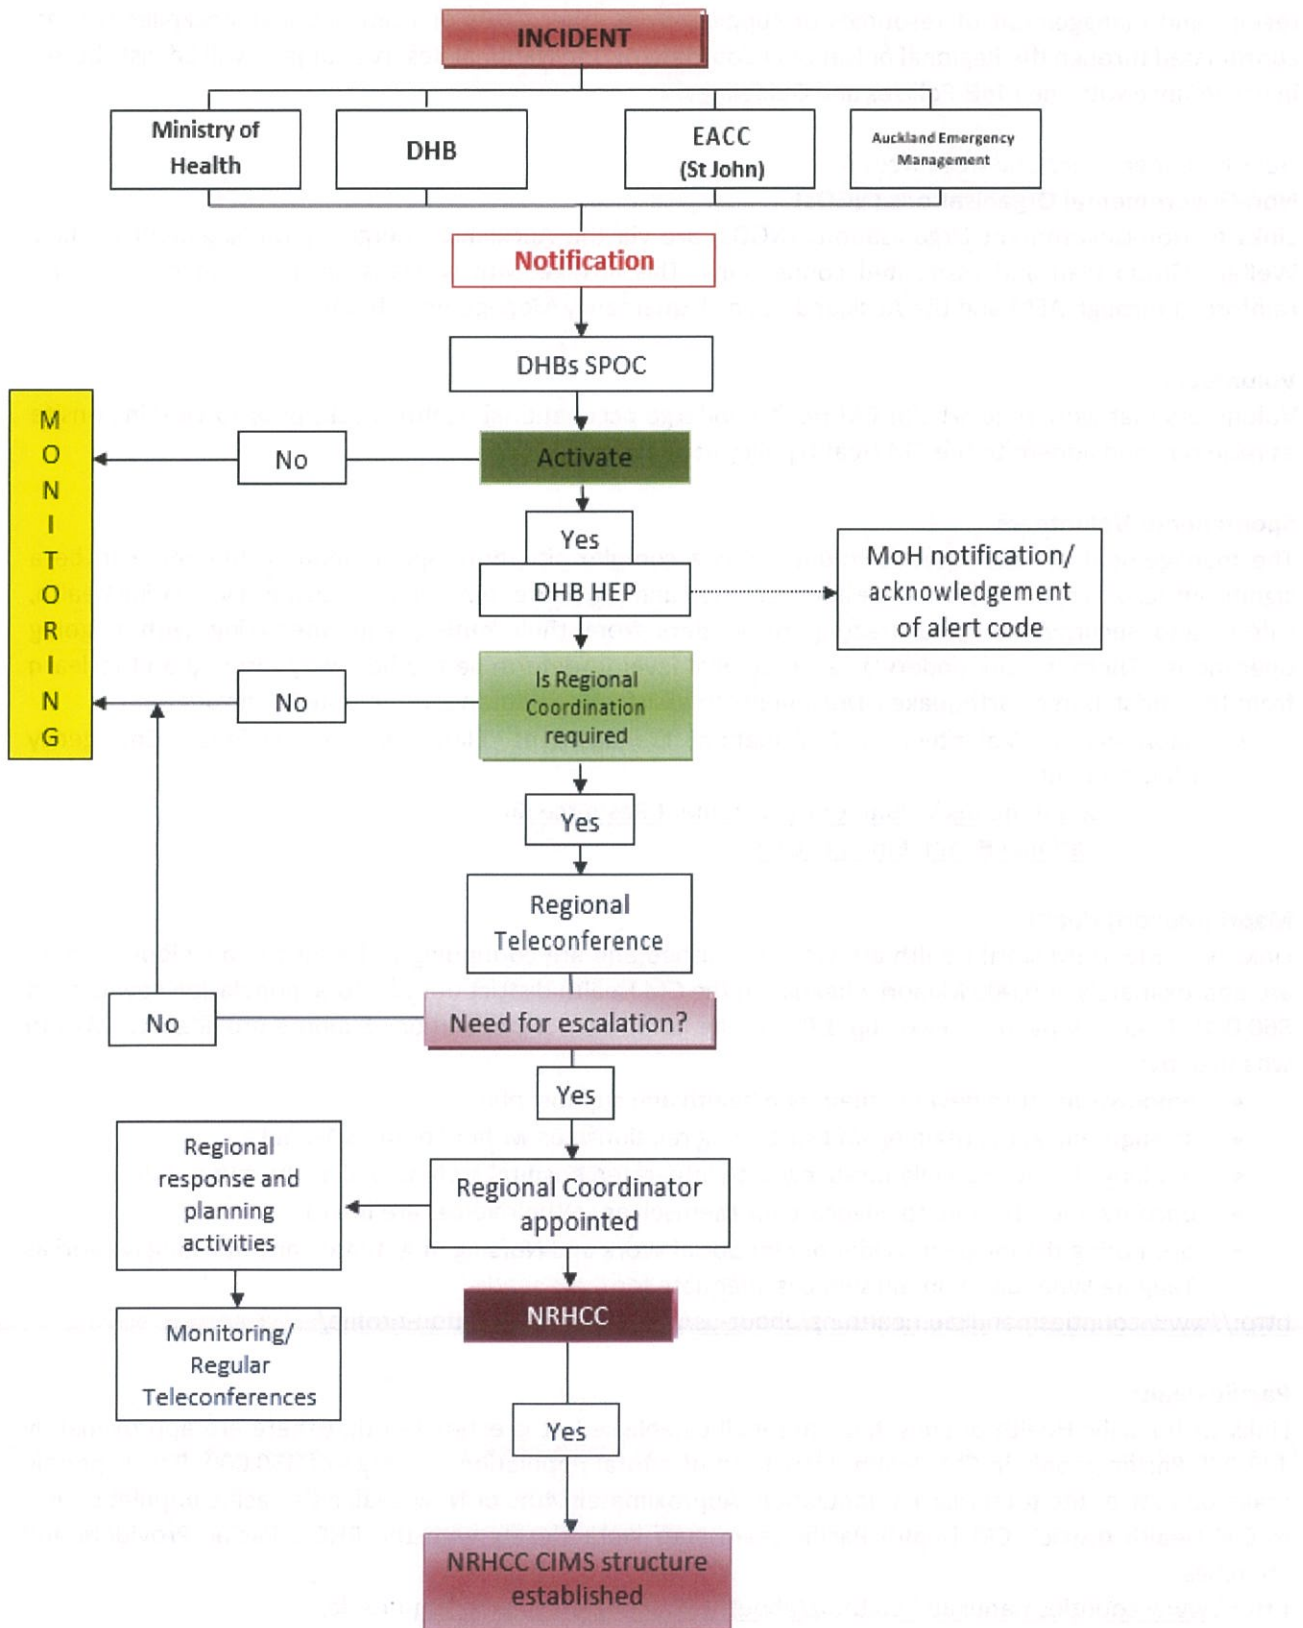 INCIDENT
Ministry of
Health
DHB
EACC
(St John)
Auckland Emergency
Management
Notification
DHBs SPOC
M
O
N
I
T
O
R
I
N
G
No
Activate
Yes
DHB HEP
MoH notification/
acknowledgement
of alert code
No
Is Regional
Coordination
required
Yes
Regional
Teleconference
No
Need for escalation?
Yes
Regional
response and
planning
activities
Regional Coordinator
appointed
Monitoring/
Regular
Teleconferences
NRHCC
Yes
NRHCC CIMS structure
established